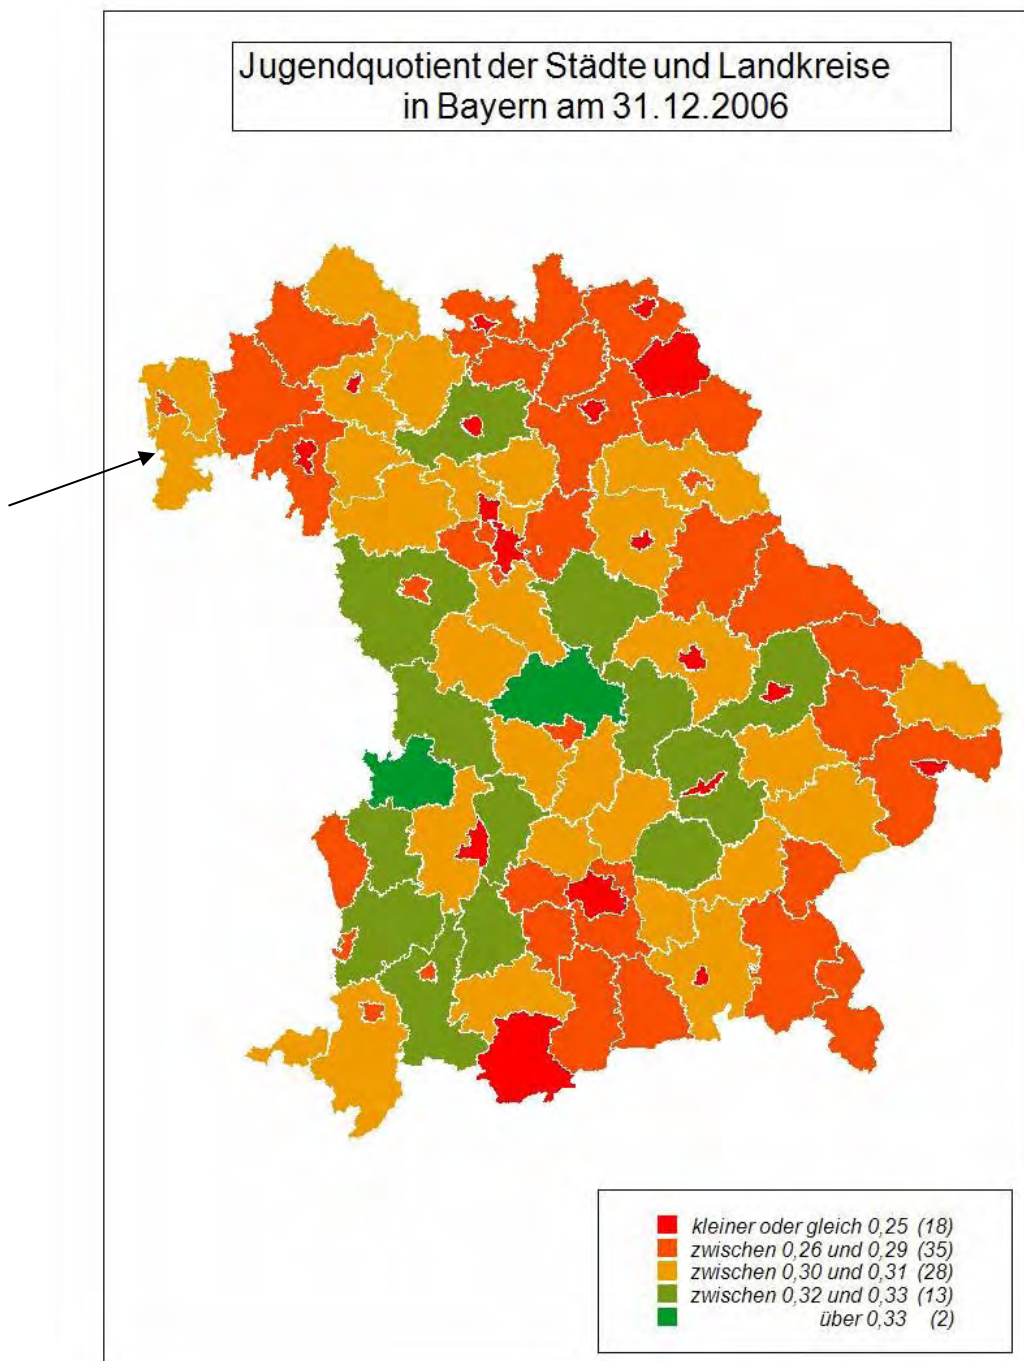 Jugendquotient der Städte und Landkreise
in Bayern am 31.12.2006
kleiner oder gleich 0,25 (18)
zwischen 0,26 und 0,29 (35)
zwischen 0,30 und 0,31 (28)
zwischen 0,32 und 0,33 (13)
über 0,33 (2)